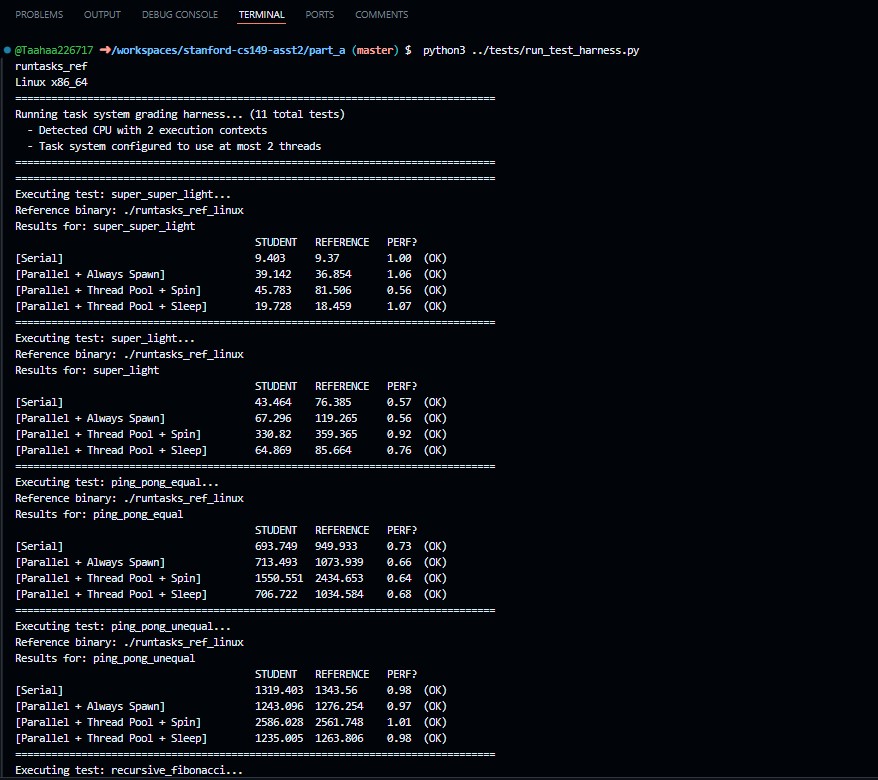 PROBLEMS OUTPUT DEBUG CONSOLE TERMINAL PORTS COMMENTS
@Taahaa226717 ➜/workspaces/stanford-cs149-asst2/part_a (master) $ python3 ../tests/run_test_harness.py
runtasks_ref
Linux x86_64
================================================================================
Running task system grading harness... (11 total tests)
- Detected CPU with 2 execution contexts
- Task system configured to use at most 2 threads
================================================================================
================================================================================
Executing test: super_super_light...
Reference binary: ./runtasks_ref_linux
Results for: super_super_light
STUDENT REFERENCE PERF?
[Serial] 9.403 9.37 1.00 (OK)
[Parallel + Always Spawn] 39.142 36.854 1.06 (OK)
[Parallel + Thread Pool + Spin] 45.783 81.506 0.56 (OK)
[Parallel + Thread Pool + Sleep] 19.728 18.459 1.07 (OK)
================================================================================
Executing test: super_light...
Reference binary: ./runtasks_ref_linux
Results for: super_light
STUDENT REFERENCE PERF?
[Serial] 43.464 76.385 0.57 (OK)
[Parallel + Always Spawn] 67.296 119.265 0.56 (OK)
[Parallel + Thread Pool + Spin] 330.82 359.365 0.92 (OK)
[Parallel + Thread Pool + Sleep] 64.869 85.664 0.76 (OK)
================================================================================
Executing test: ping_pong_equal...
Reference binary: ./runtasks_ref_linux
Results for: ping_pong_equal
STUDENT REFERENCE PERF?
[Serial] 693.749 949.933 0.73 (OK)
[Parallel + Always Spawn] 713.493 1073.939 0.66 (OK)
[Parallel + Thread Pool + Spin] 1550.551 2434.653 0.64 (OK)
[Parallel + Thread Pool + Sleep] 706.722 1034.584 0.68 (OK)
================================================================================
Executing test: ping_pong_unequal...
Reference binary: ./runtasks_ref_linux
Results for: ping_pong_unequal
STUDENT REFERENCE PERF?
[Serial] 1319.403 1343.56 0.98 (OK)
[Parallel + Always Spawn] 1243.096 1276.254 0.97 (OK)
[Parallel + Thread Pool + Spin] 2586.028 2561.748 1.01 (OK)
[Parallel + Thread Pool + Sleep] 1235.005 1263.806 0.98 (OK)
================================================================================
Executing test: recursive_fibonacci...